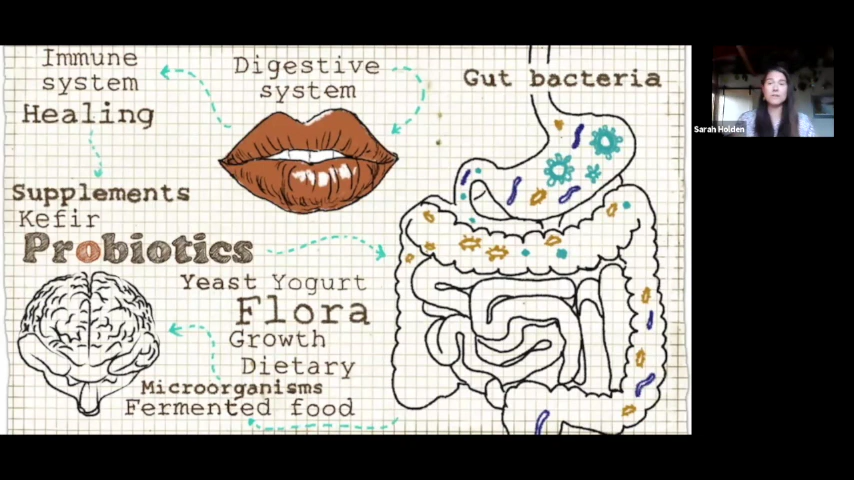 Immune
system
Healing
Digestive
system
Gut bacteria
Sarah Holden
Supplements
Kefir
Probiotics
Yeast Yogurt
Flora
Growth
Dietary
Microorganisms
Fermented food